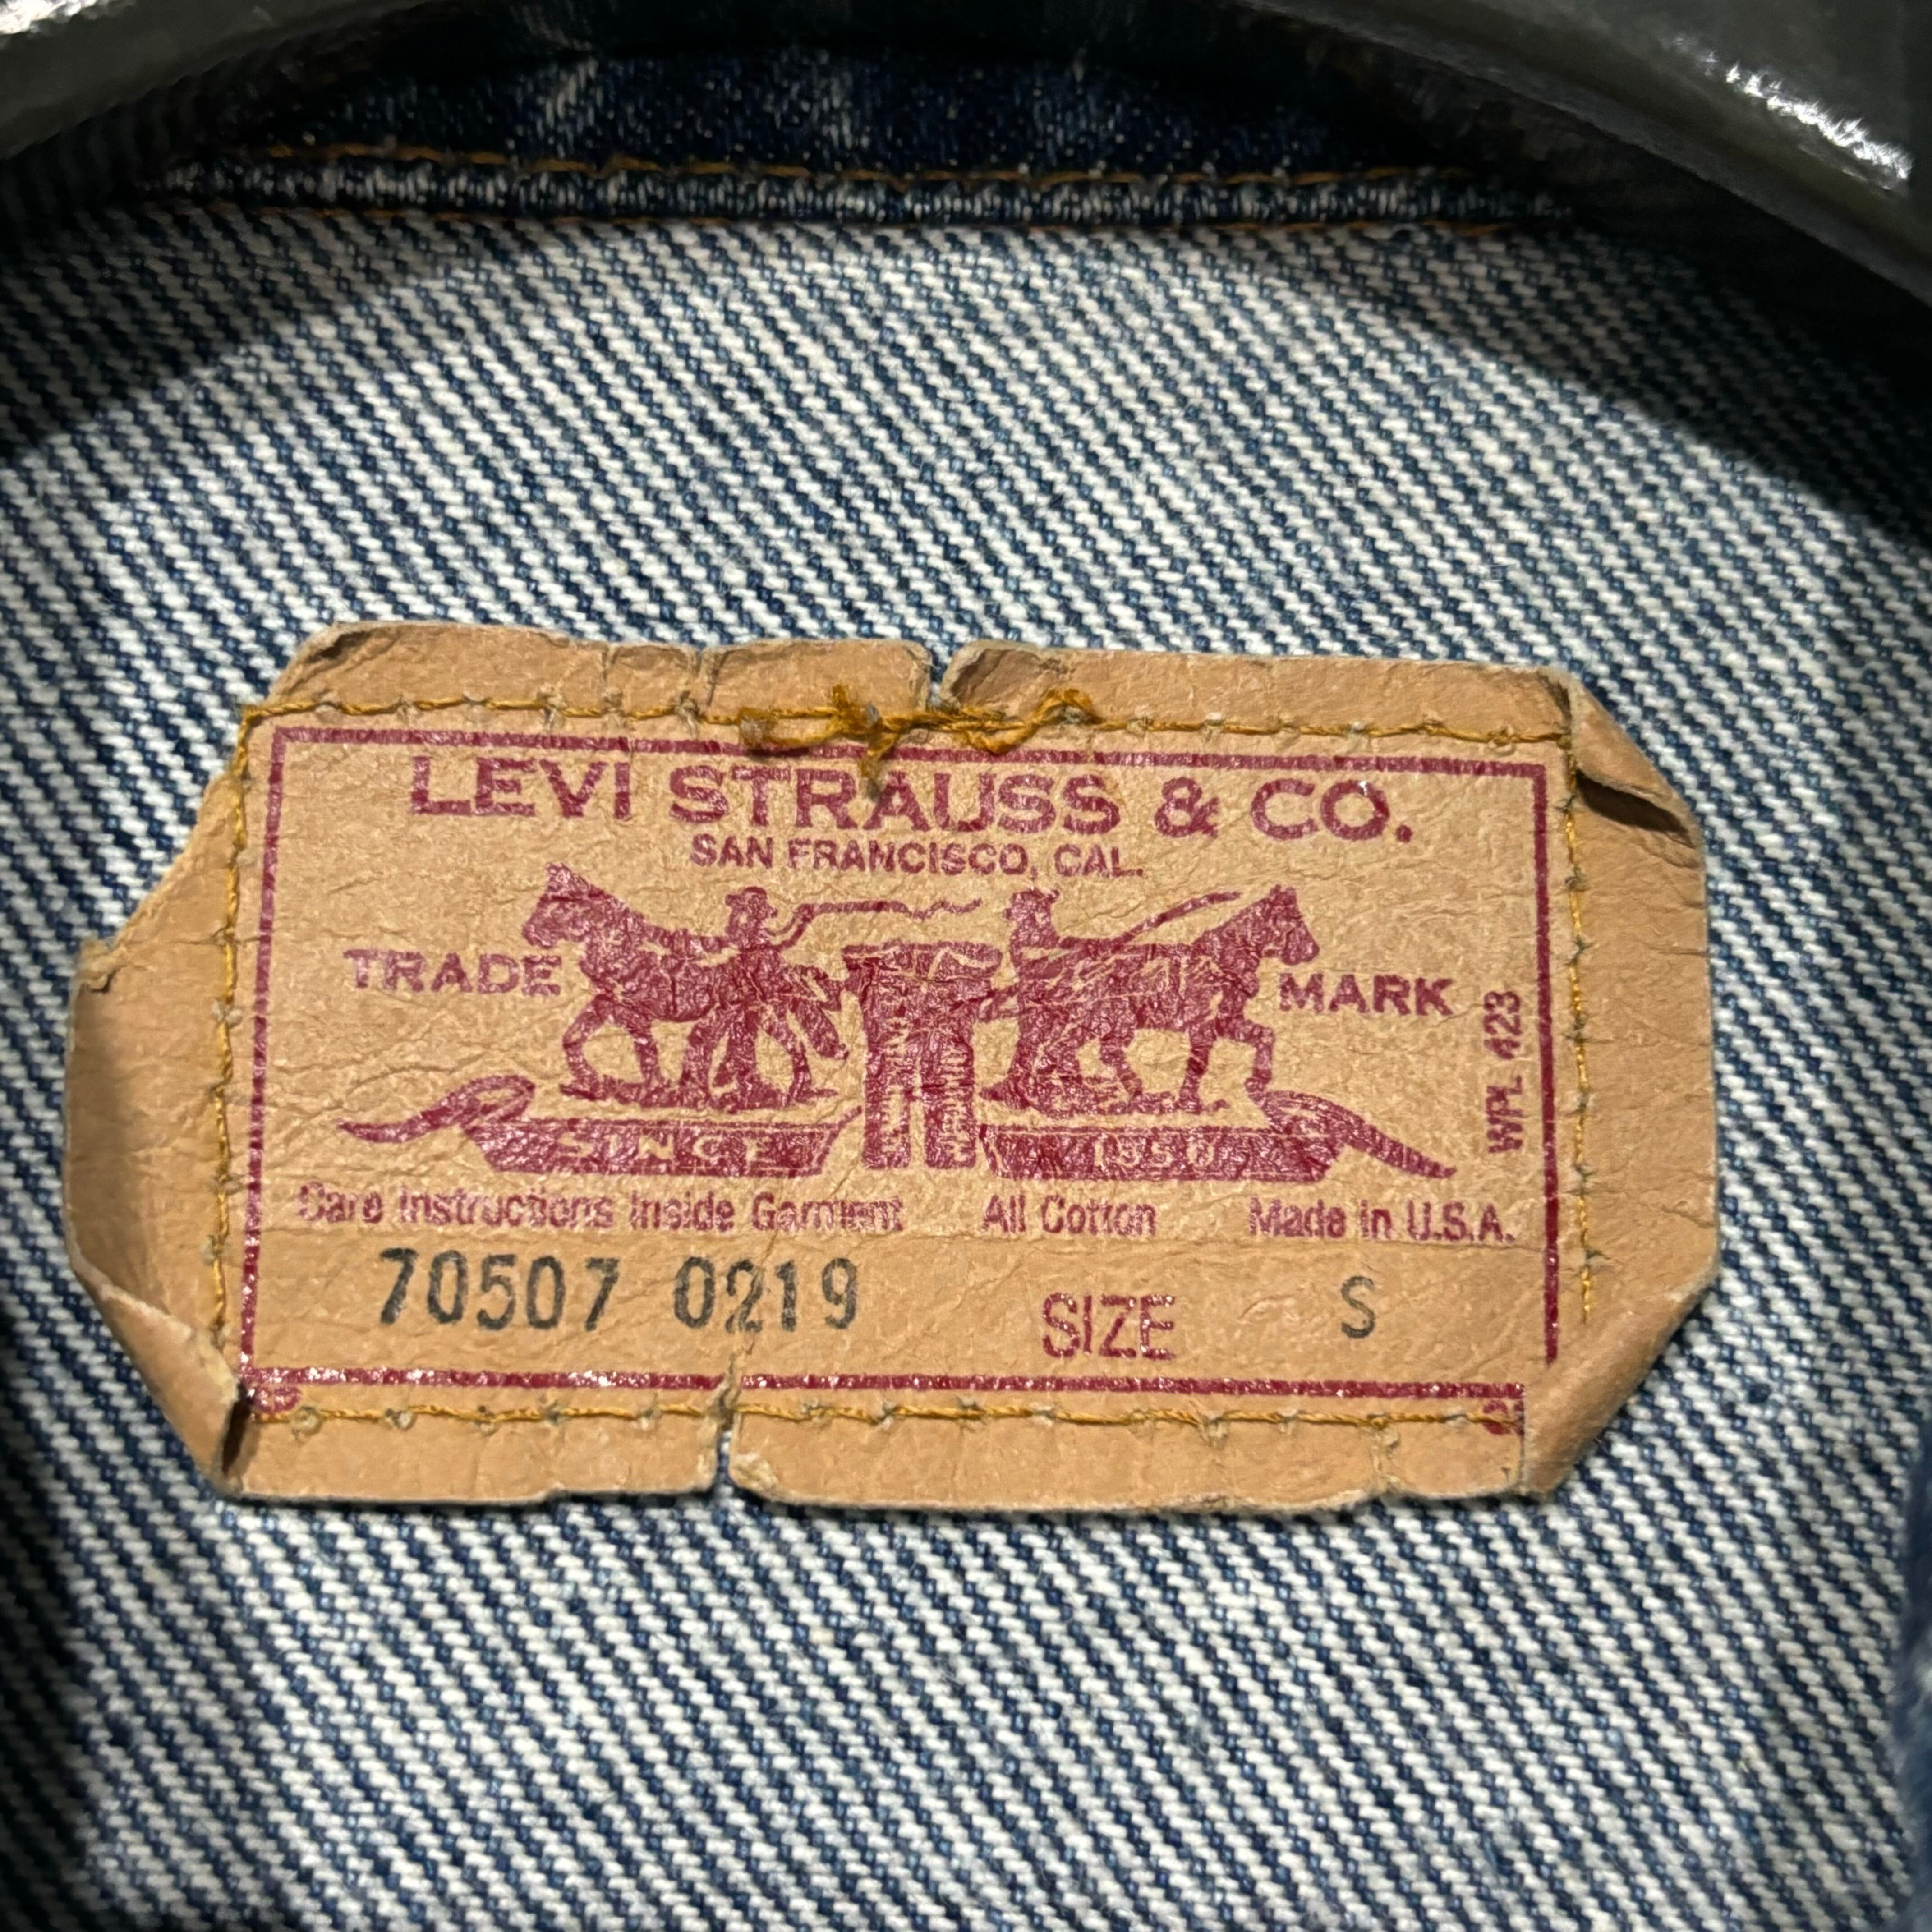 LEVI STRAUSS & CO.
SAN FRANCISCO, CAL.
TRADE MARK
WPL 423
SINCE 1850
Care Instructions Inside Garment All Cotton Made in U.S.A.
70507 0219 SIZE S